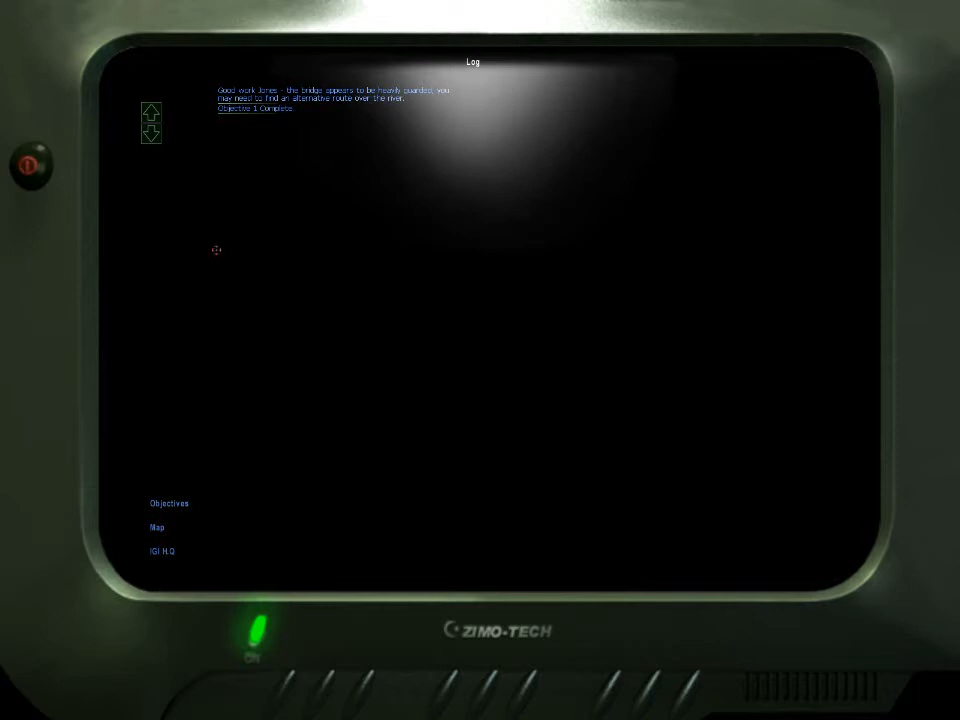 Log
Good work Jones - the bridge appears to be heavily guarded, you
may need to find an alternative route over the river.
Objective 1 Complete.
Objectives
Map
IGI H.Q
ZIMO-TECH
ON